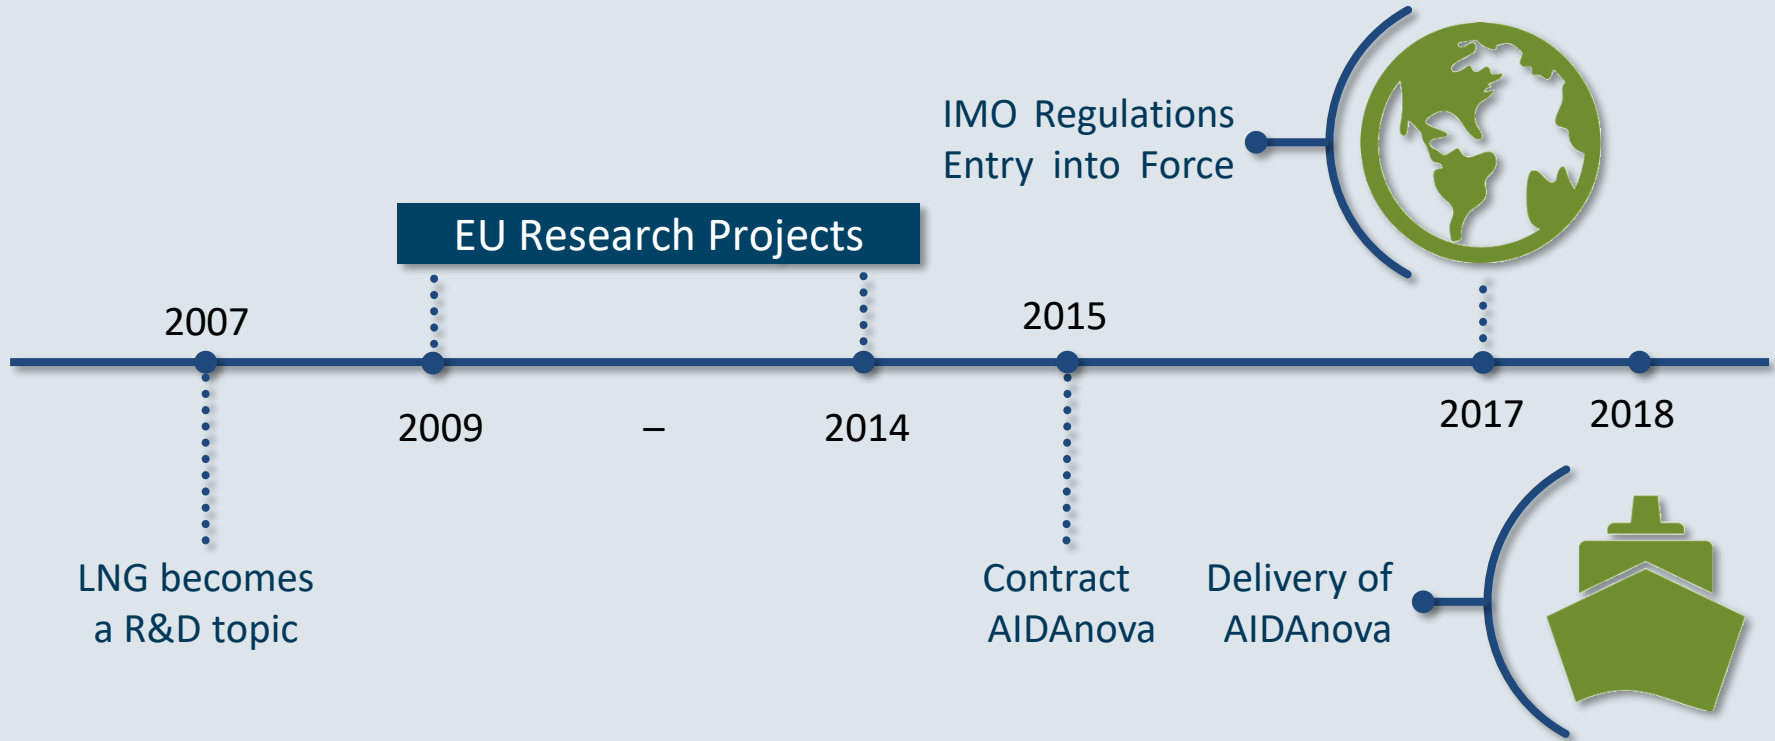 IMO Regulations
Entry into Force
EU Research Projects
2007
2015
2009 – 2014
2017
2018
LNG becomes
a R&D topic
Contract
AIDAnova
Delivery of
AIDAnova